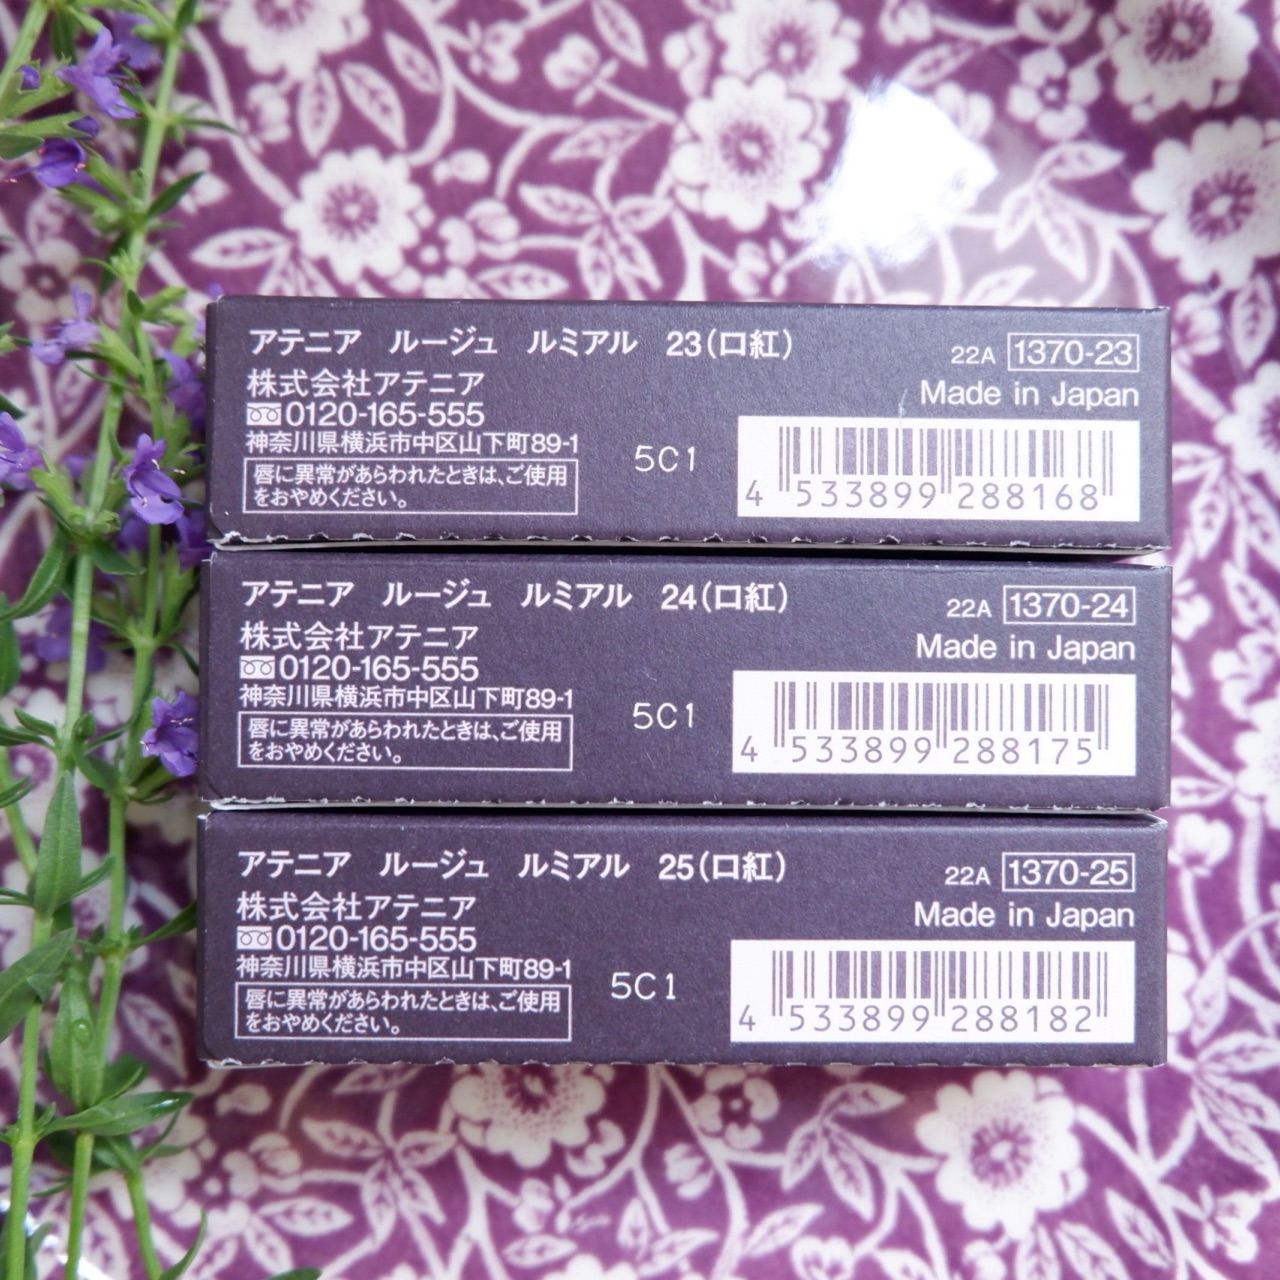 アテニア ルージュ ルミアル 23(口紅)
22A 1370-23
株式会社アテニア
Made in Japan
0120-165-555
神奈川県横浜市中区山下町89-1
5C1
唇に異常があらわれたときは、ご使用
をおやめください。
4 533899 288168
アテニア ルージュ ルミアル 24(口紅)
22A 1370-24
株式会社アテニア
Made in Japan
0120-165-555
神奈川県横浜市中区山下町89-1
5C1
唇に異常があらわれたときは、ご使用
をおやめください。
4 533899 288175
アテニア ルージュ ルミアル 25(口紅)
22A 1370-25
株式会社アテニア
Made in Japan
0120-165-555
神奈川県横浜市中区山下町89-1
5C1
唇に異常があらわれたときは、ご使用
をおやめください。
4 533899 288182